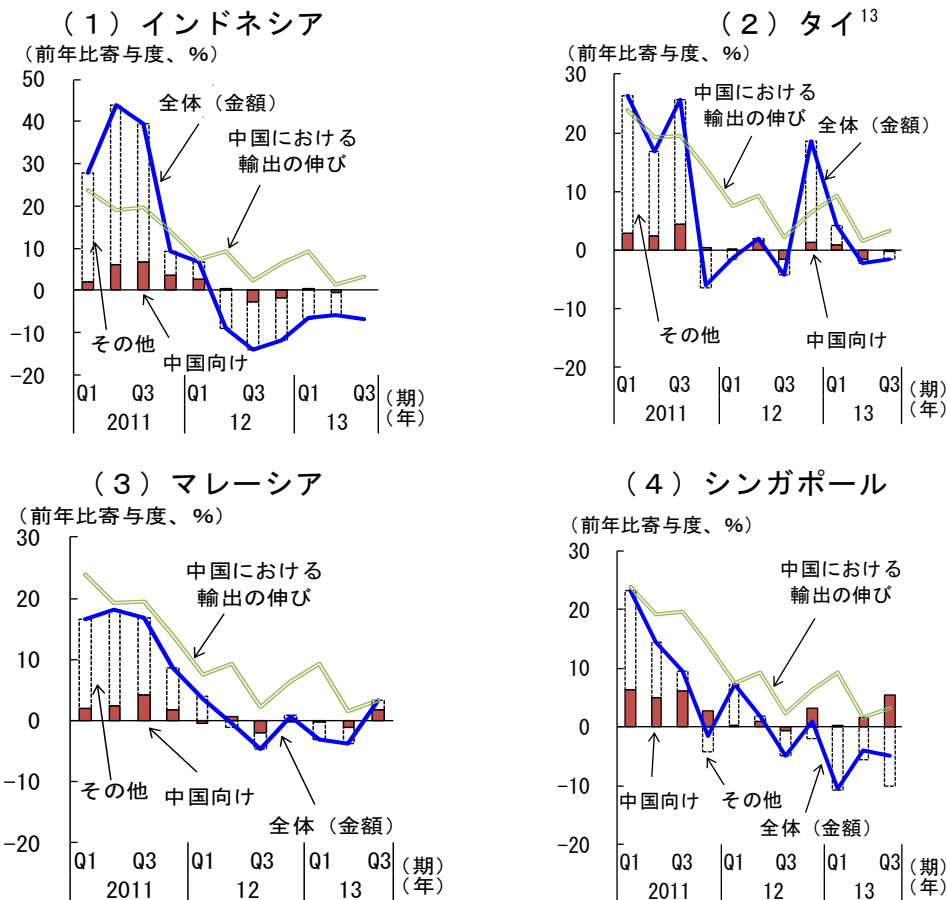 （１）インドネシア
（前年比寄与度、%）
50
40
30
20
10
0
-10
-20
全体（金額）
中国における
輸出の伸び
その他
中国向け
Q1 Q3 Q1 Q3 Q1 Q3 （期）
2011 12 13 （年）
（２）タイ13
（前年比寄与度、%）
30
20
10
0
-10
-20
中国における
輸出の伸び
全体（金額）
その他
中国向け
Q1 Q3 Q1 Q3 Q1 Q3 （期）
2011 12 13 （年）
（３）マレーシア
（前年比寄与度、%）
30
20
10
0
-10
-20
中国における
輸出の伸び
その他
中国向け
全体（金額）
Q1 Q3 Q1 Q3 Q1 Q3 （期）
2011 12 13 （年）
（４）シンガポール
（前年比寄与度、%）
30
20
10
0
-10
-20
中国における
輸出の伸び
中国向け
その他
全体（金額）
Q1 Q3 Q1 Q3 Q1 Q3 （期）
2011 12 13 （年）